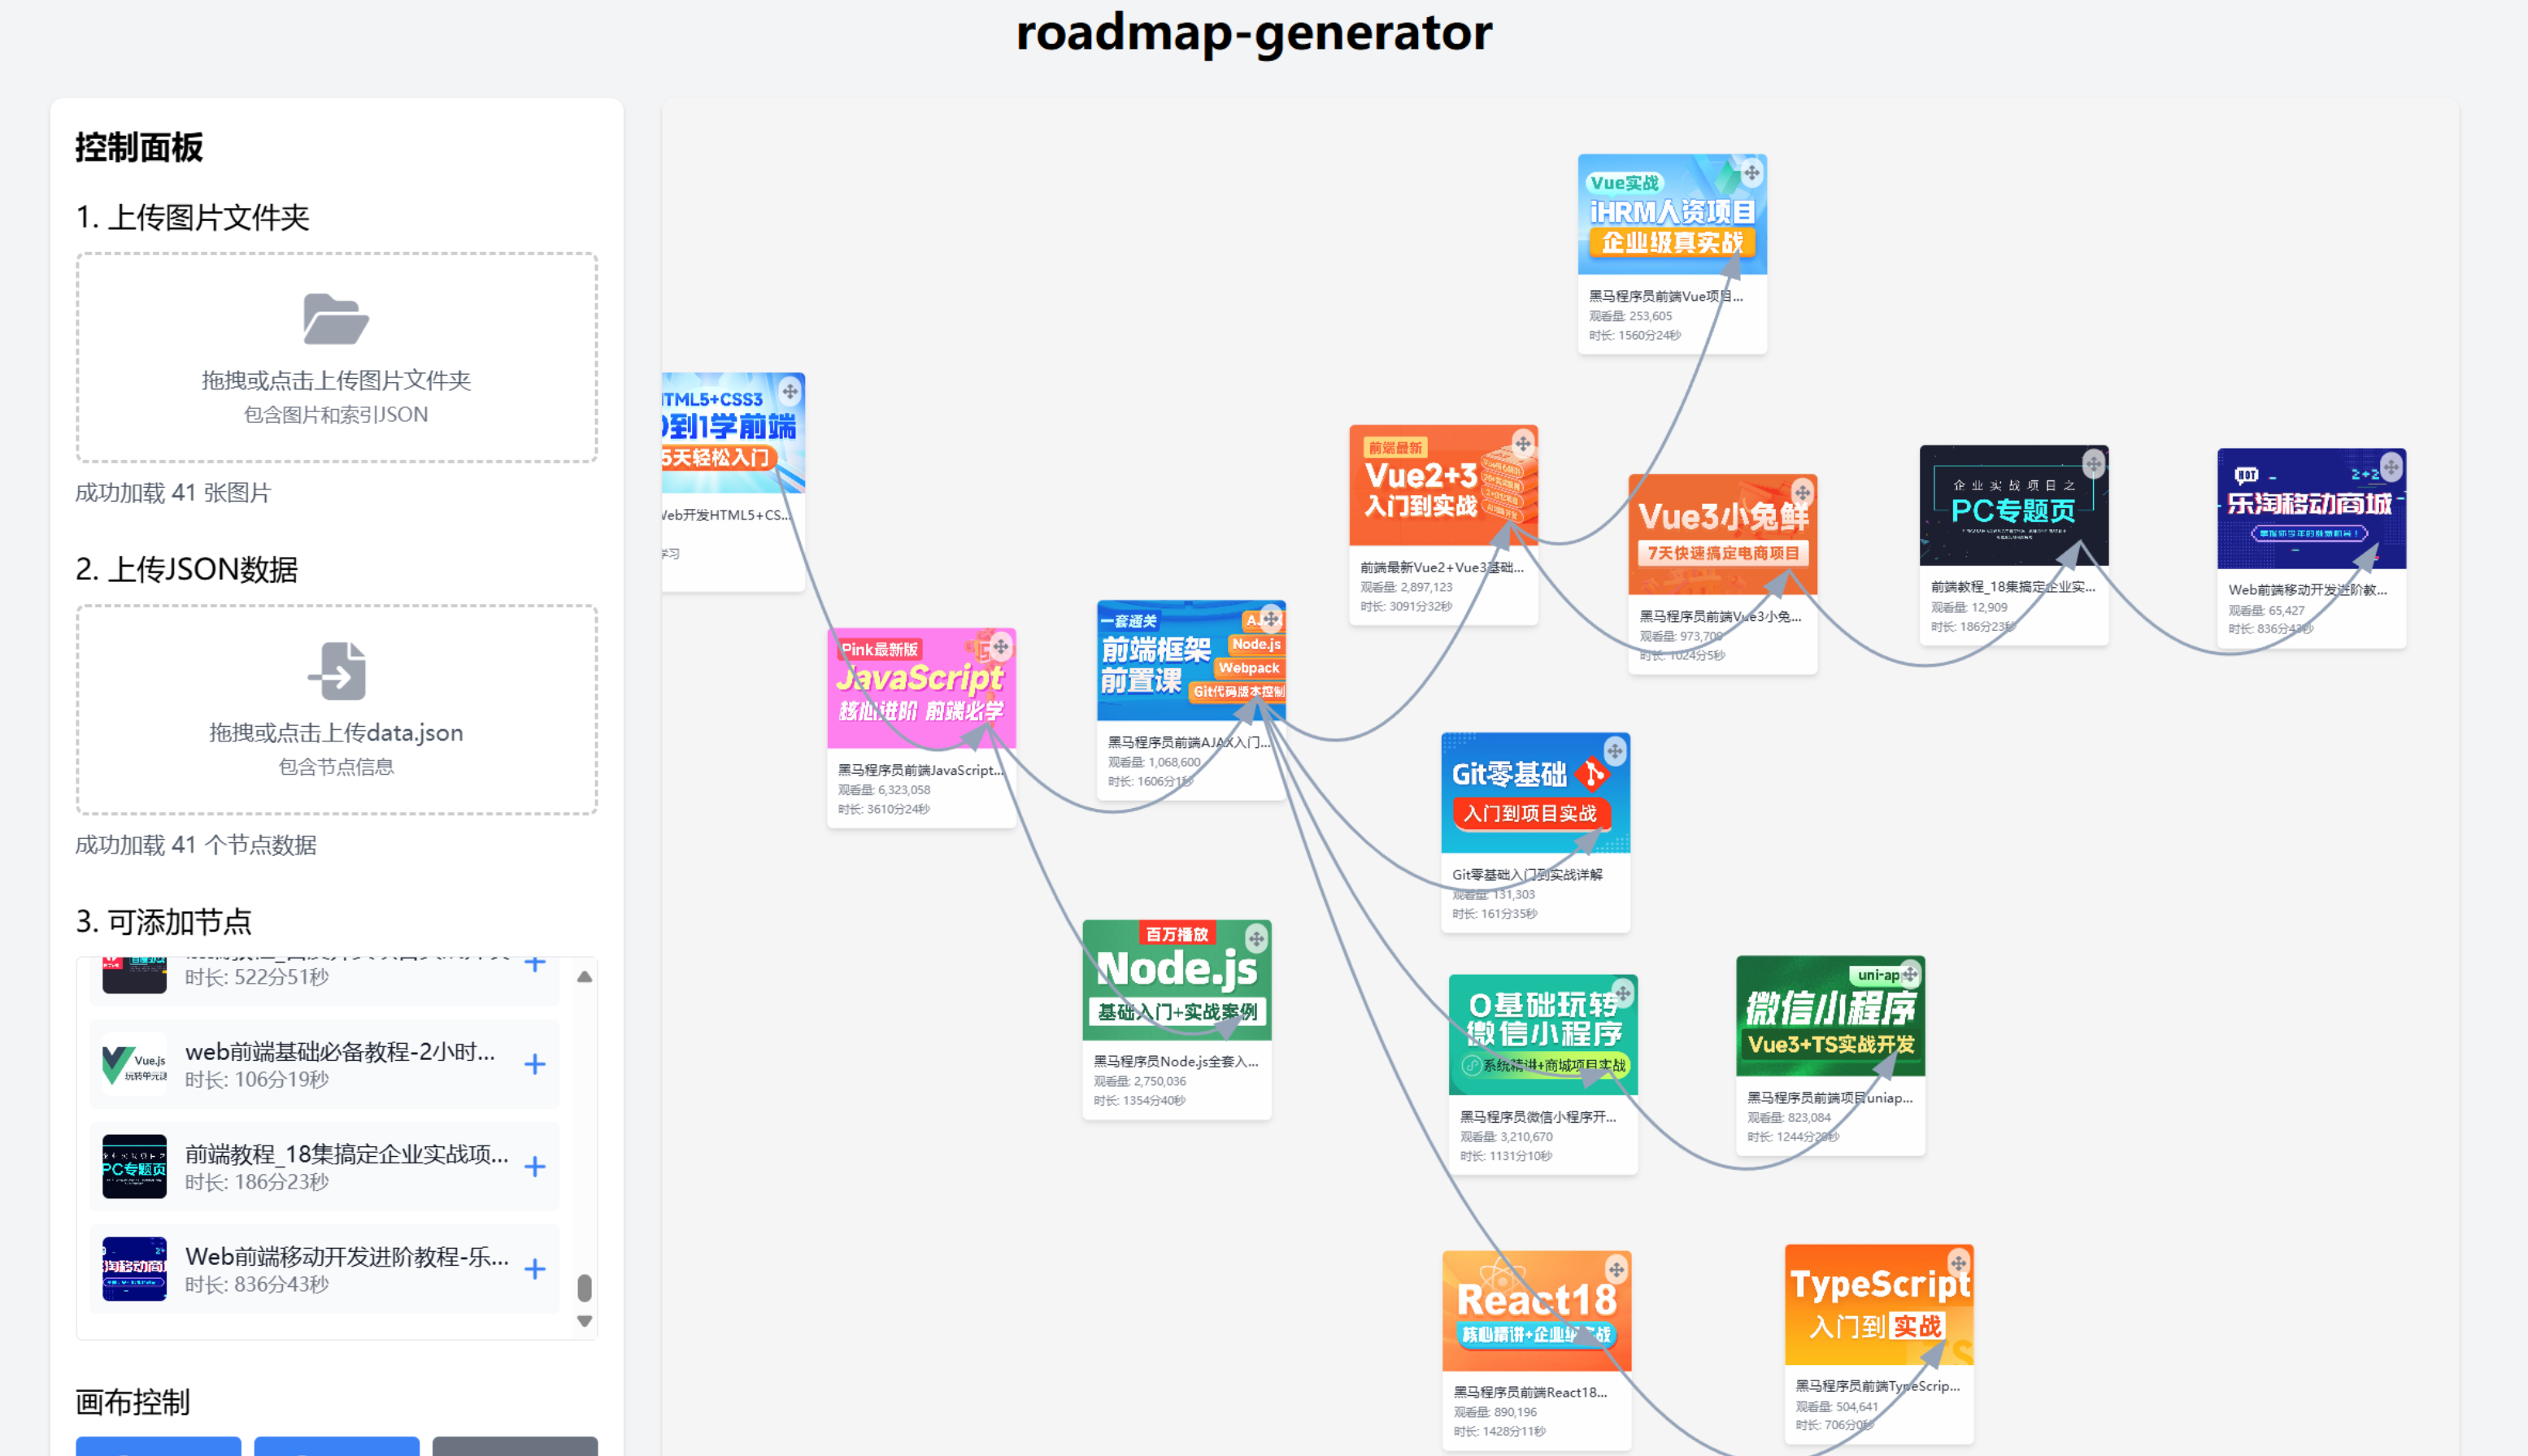 roadmap-generator
控制面板
1. 上传图片文件夹
拖拽或点击上传图片文件夹
包含图片和索引JSON
成功加载 41 张图片
2. 上传JSON数据
拖拽或点击上传data.json
包含节点信息
成功加载 41 个节点数据
3. 可添加节点
时长: 522分51秒
Vue.js
web前端基础必备教程-2小时...
时长: 106分19秒
PC专题页
前端教程_18集搞定企业实战项...
时长: 186分23秒
Web前端移动开发进阶教程-乐...
时长: 836分43秒
画布控制
Vue实战
iHRM人资项目
企业级真实战
黑马程序员前端Vue项目...
观看量: 253,605
时长: 1560分24秒
TML5+CSS3
到1学前端
5天轻松入门
eb开发HTML5+CS...
学习
前端最新
Vue2+3
入门到实战
前端最新Vue2+Vue3基础...
观看量: 2,897,123
时长: 3091分32秒
Vue3小兔鲜
7天快速搞定电商项目
黑马程序员前端Vue3小兔...
观看量: 973,700
时长: 1024分5秒
企业实战项目之
PC专题页
前端教程_18集搞定企业实...
观看量: 12,909
时长: 186分23秒
2+2
乐淘移动商城
Web前端移动开发进阶教...
观看量: 65,427
时长: 836分43秒
Pink最新版
JavaScript
核心进阶 前端必学
黑马程序员前端JavaScript...
观看量: 6,323,058
时长: 3610分24秒
一套通关
前端框架
前置课
Node.js
Webpack
Git代码版本控制
黑马程序员前端AJAX入门...
观看量: 1,068,600
时长: 1606分1秒
Git零基础
入门到项目实战
Git零基础入门到实战详解
观看量: 131,303
时长: 161分35秒
百万播放
Node.js
基础入门+实战案例
黑马程序员Node.js全套入...
观看量: 2,750,036
时长: 1354分40秒
0基础玩转
微信小程序
系统精讲+商城项目实战
黑马程序员微信小程序开...
观看量: 3,210,670
时长: 1131分10秒
uni-ap
微信小程序
Vue3+TS实战开发
黑马程序员前端项目uniap...
观看量: 823,084
时长: 1244分20秒
React18
核心精讲+企业级实战
黑马程序员前端React18...
观看量: 890,196
时长: 1428分11秒
TypeScript
入门到 实战
黑马程序员前端TypeScrip...
观看量: 504,641
时长: 706分0秒